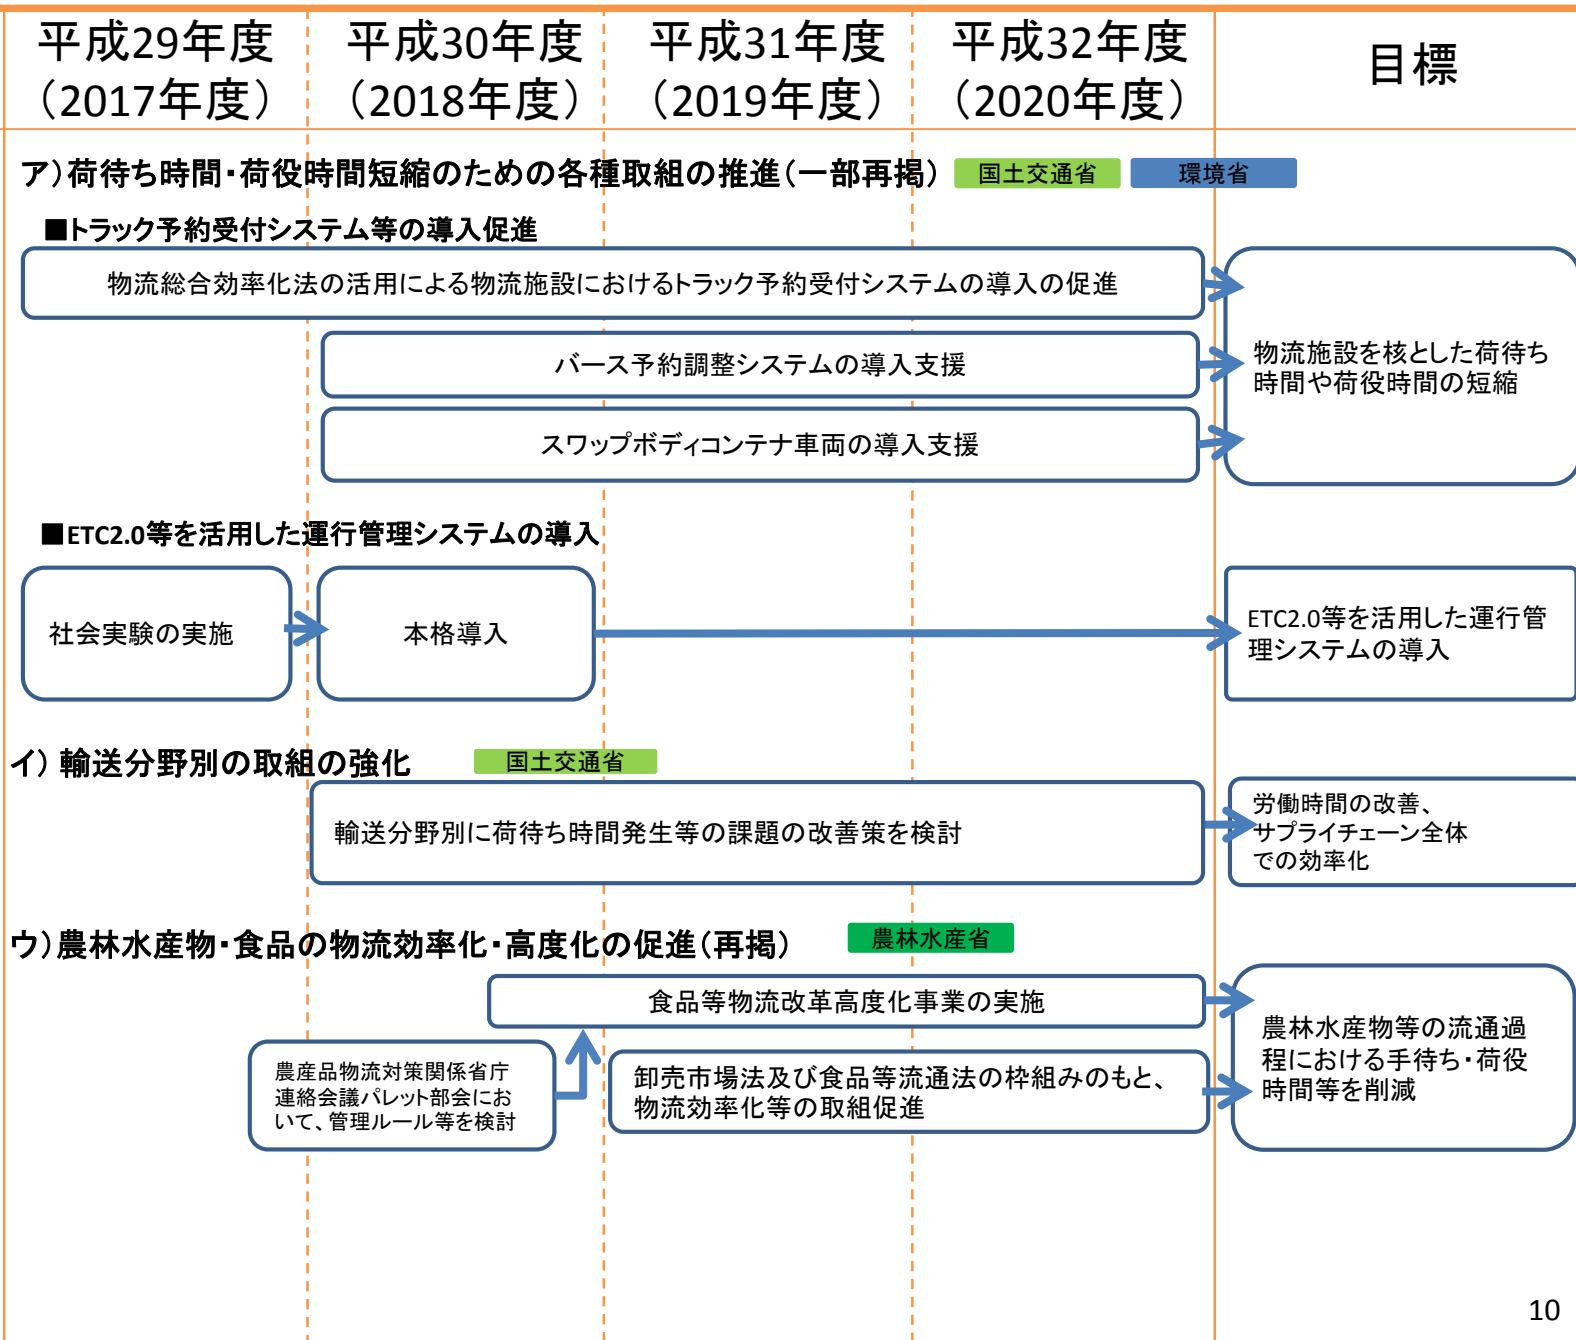 平成29年度
（2017年度）
平成30年度
（2018年度）
平成31年度
（2019年度）
平成32年度
（2020年度）
目標
ア）荷待ち時間・荷役時間短縮のための各種取組の推進（一部再掲）
国土交通省
環境省
■トラック予約受付システム等の導入促進
物流総合効率化法の活用による物流施設におけるトラック予約受付システムの導入の促進
バース予約調整システムの導入支援
スワップボディコンテナ車両の導入支援
物流施設を核とした荷待ち
時間や荷役時間の短縮
■ETC2.0等を活用した運行管理システムの導入
社会実験の実施
本格導入
ETC2.0等を活用した運行管
理システムの導入
イ）輸送分野別の取組の強化
国土交通省
輸送分野別に荷待ち時間発生等の課題の改善策を検討
労働時間の改善、
サプライチェーン全体
での効率化
ウ）農林水産物・食品の物流効率化・高度化の促進（再掲）
農林水産省
食品等物流改革高度化事業の実施
農産品物流対策関係省庁
連絡会議パレット部会にお
いて、管理ルール等を検討
卸売市場法及び食品等流通法の枠組みのもと、
物流効率化等の取組促進
農林水産物等の流通過
程における手待ち・荷役
時間等を削減
10